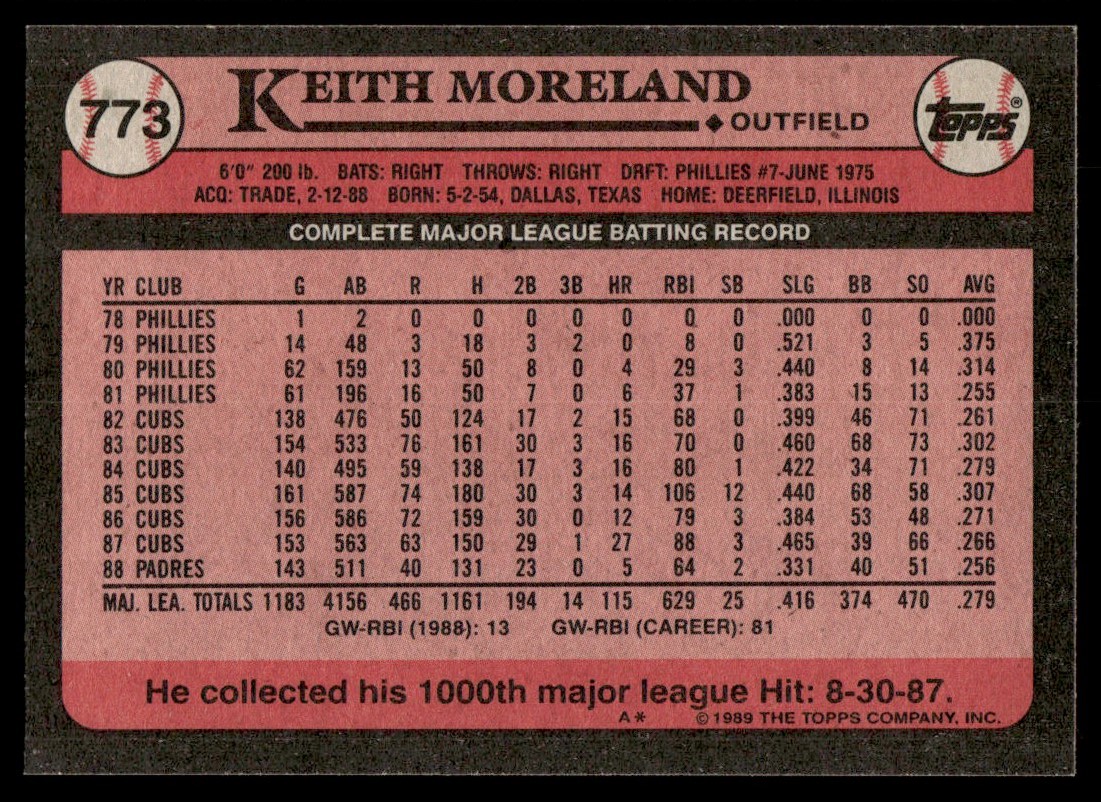 773
KEITH MORELAND
OUTFIELD
TOPPS®
6'0" 200 lb. BATS: RIGHT THROWS: RIGHT DRFT: PHILLIES #7-JUNE 1975
ACQ: TRADE, 2-12-88 BORN: 5-2-54, DALLAS, TEXAS HOME: DEERFIELD, ILLINOIS
COMPLETE MAJOR LEAGUE BATTING RECORD
YR CLUB G AB R H 2B 3B HR RBI SB SLG BB SO AVG
78 PHILLIES 1 2 0 0 0 0 0 0 0 .000 0 0 .000
79 PHILLIES 14 48 3 18 3 2 0 8 0 .521 3 5 .375
80 PHILLIES 62 159 13 50 8 0 4 29 3 .440 8 14 .314
81 PHILLIES 61 196 16 50 7 0 6 37 1 .383 15 13 .255
82 CUBS 138 476 50 124 17 2 15 68 0 .399 46 71 .261
83 CUBS 154 533 76 161 30 3 16 70 0 .460 68 73 .302
84 CUBS 140 495 59 138 17 3 16 80 1 .422 34 71 .279
85 CUBS 161 587 74 180 30 3 14 106 12 .440 68 58 .307
86 CUBS 156 586 72 159 30 0 12 79 3 .384 53 48 .271
87 CUBS 153 563 63 150 29 1 27 88 3 .465 39 66 .266
88 PADRES 143 511 40 131 23 0 5 64 2 .331 40 51 .256
MAJ. LEA. TOTALS 1183 4156 466 1161 194 14 115 629 25 .416 374 470 .279
GW-RBI (1988): 13 GW-RBI (CAREER): 81
He collected his 1000th major league Hit: 8-30-87.
A* © 1989 THE TOPPS COMPANY, INC.